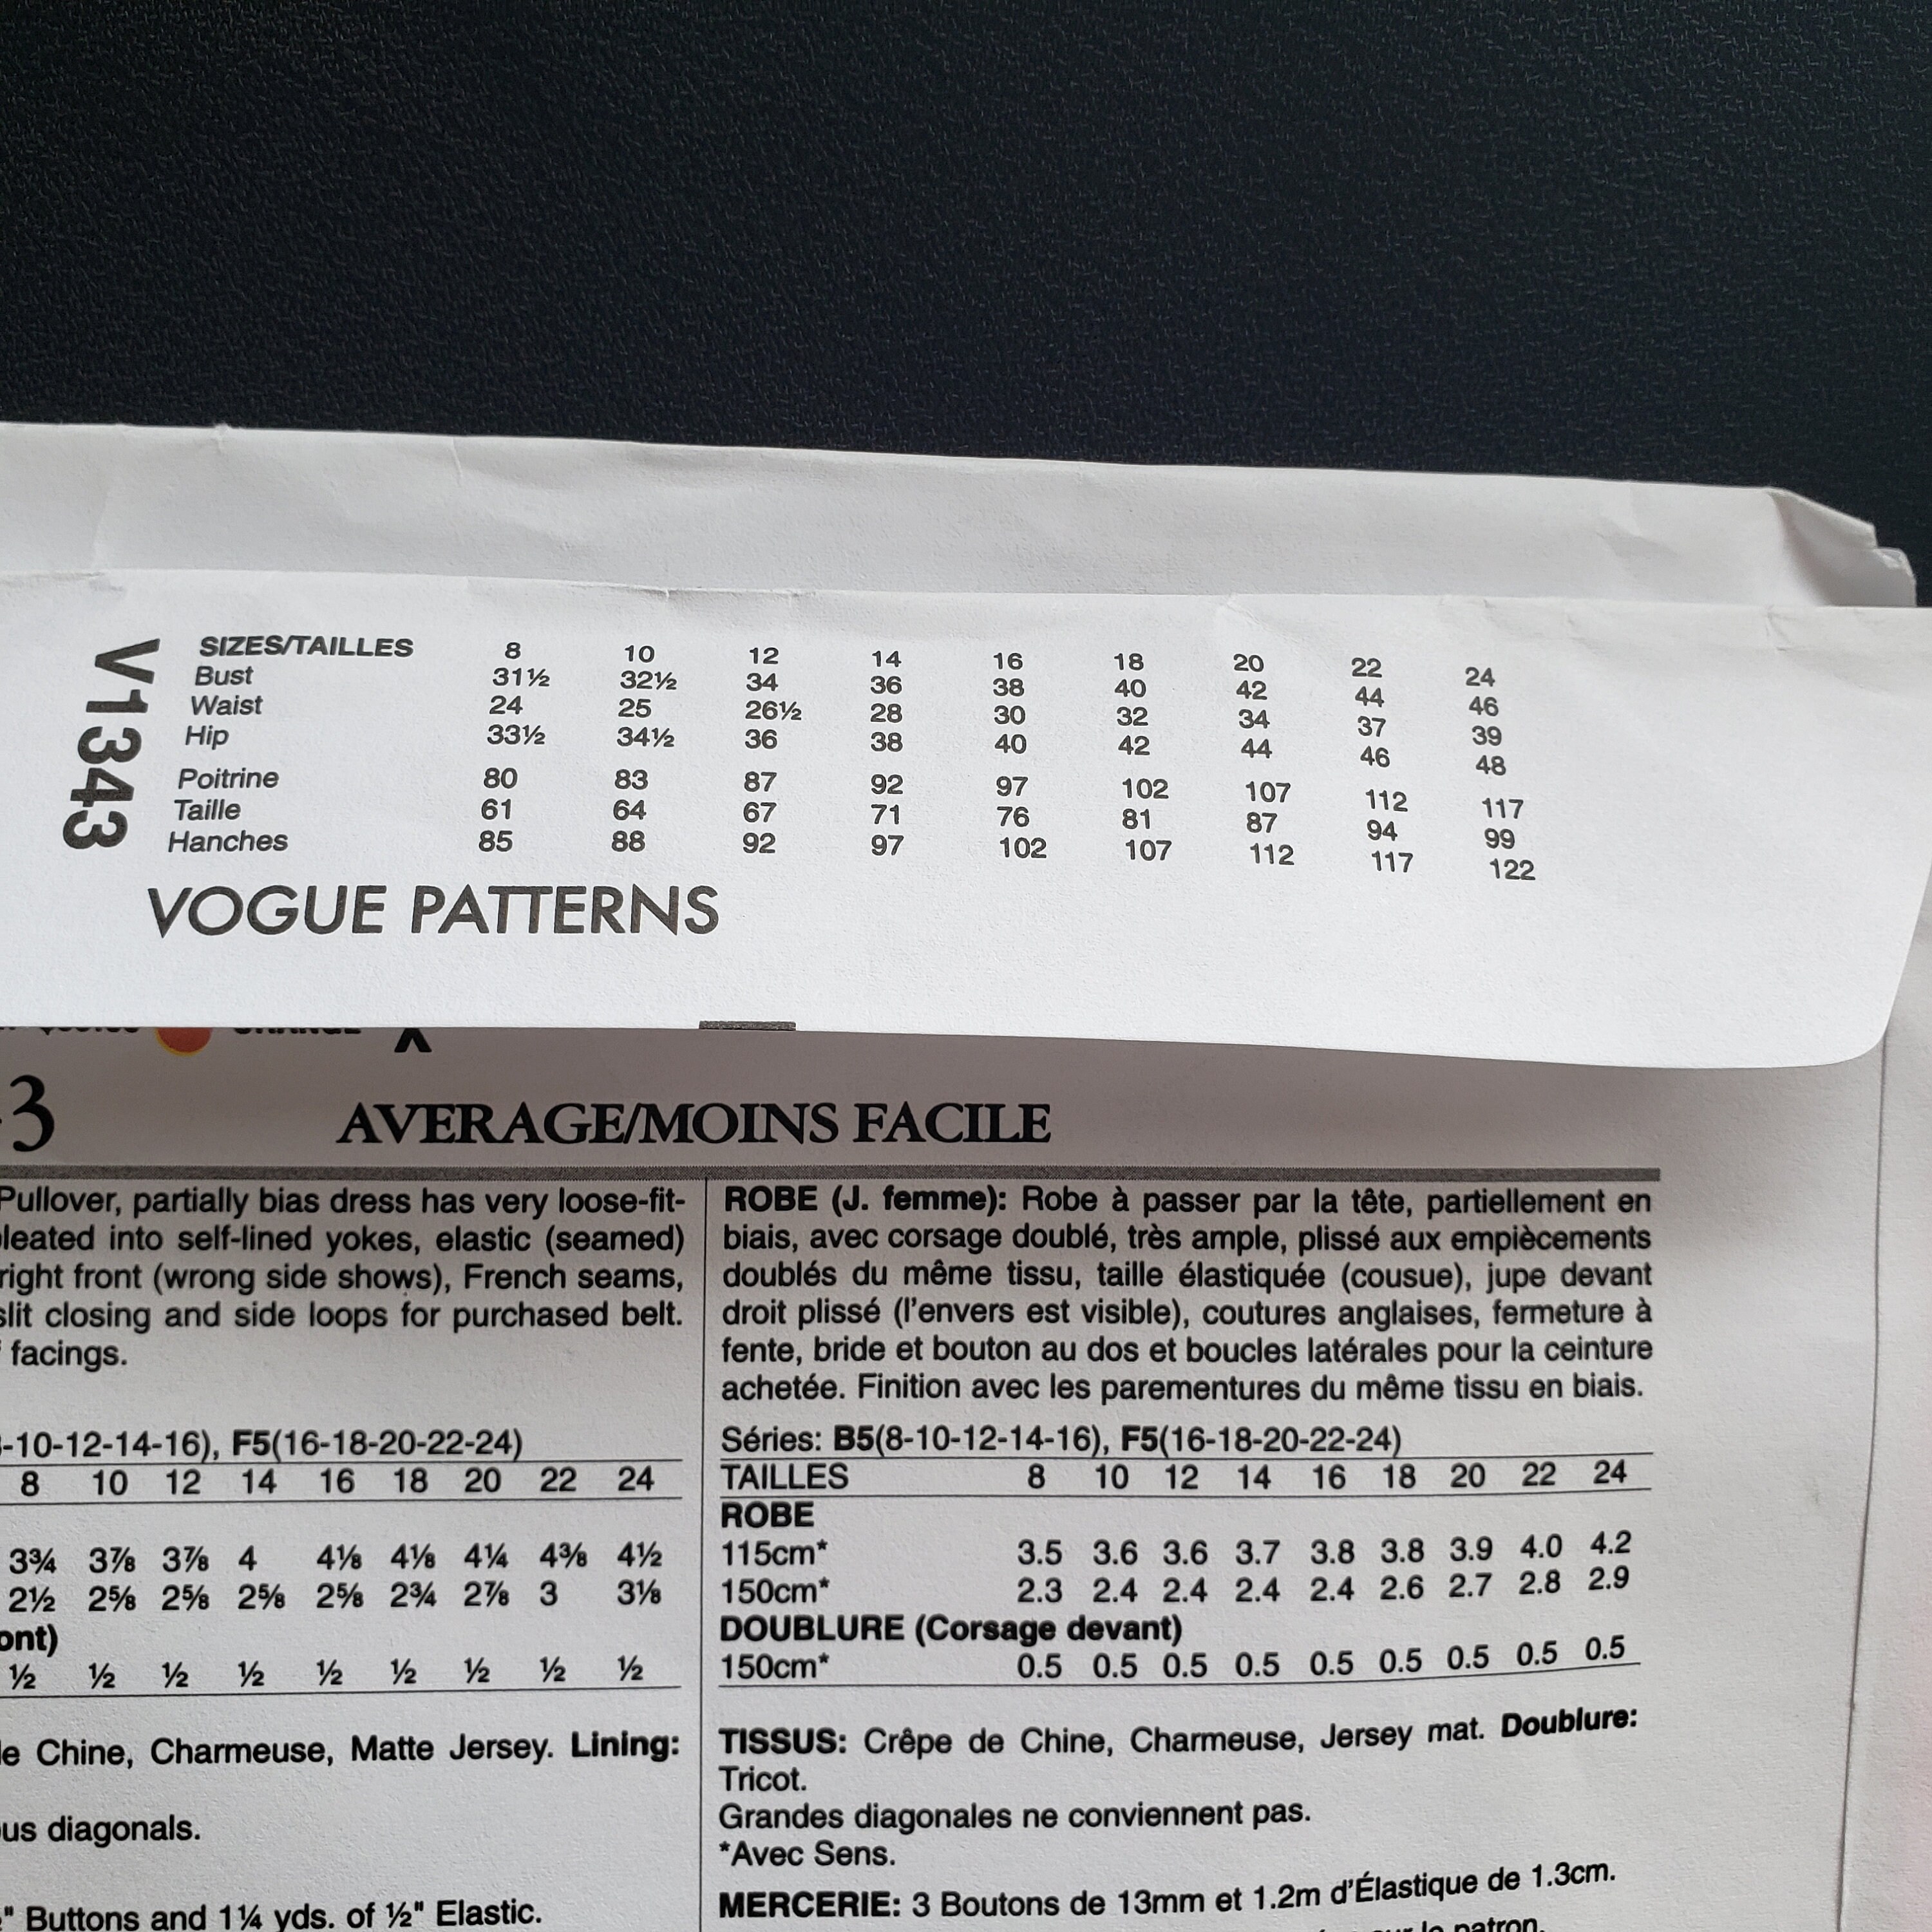 V1343
SIZES/TAILLES 8 10 12 14 16 18 20 22 24
Bust 31½ 32½ 34 36 38 40 42 44 46
Waist 24 25 26½ 28 30 32 34 37 39
Hip 33½ 34½ 36 38 40 42 44 46 48
Poitrine 80 83 87 92 97 102 107 112 117
Taille 61 64 67 71 76 81 87 94 99
Hanches 85 88 92 97 102 107 112 117 122
VOGUE PATTERNS
3 AVERAGE/MOINS FACILE
Pullover, partially bias dress has very loose-fit-
leated into self-lined yokes, elastic (seamed)
right front (wrong side shows), French seams,
slit closing and side loops for purchased belt.
facings.
-10-12-14-16), F5(16-18-20-22-24)
8 10 12 14 16 18 20 22 24
3¾ 3⅞ 3⅞ 4 4⅛ 4⅛ 4¼ 4⅜ 4½
2½ 2⅝ 2⅝ 2⅝ 2⅝ 2¾ 2⅞ 3 3⅛
ont)
½ ½ ½ ½ ½ ½ ½ ½ ½
e Chine, Charmeuse, Matte Jersey. Lining:
us diagonals.
" Buttons and 1¼ yds. of ½" Elastic.
ROBE (J. femme): Robe à passer par la tête, partiellement en
biais, avec corsage doublé, très ample, plissé aux empiècements
doublés du même tissu, taille élastiquée (cousue), jupe devant
droit plissé (l'envers est visible), coutures anglaises, fermeture à
fente, bride et bouton au dos et boucles latérales pour la ceinture
achetée. Finition avec les parementures du même tissu en biais.
Séries: B5(8-10-12-14-16), F5(16-18-20-22-24)
TAILLES 8 10 12 14 16 18 20 22 24
ROBE
115cm* 3.5 3.6 3.6 3.7 3.8 3.8 3.9 4.0 4.2
150cm* 2.3 2.4 2.4 2.4 2.4 2.6 2.7 2.8 2.9
DOUBLURE (Corsage devant)
150cm* 0.5 0.5 0.5 0.5 0.5 0.5 0.5 0.5 0.5
TISSUS: Crêpe de Chine, Charmeuse, Jersey mat. Doublure:
Tricot.
Grandes diagonales ne conviennent pas.
*Avec Sens.
MERCERIE: 3 Boutons de 13mm et 1.2m d'Élastique de 1.3cm.
le patron.